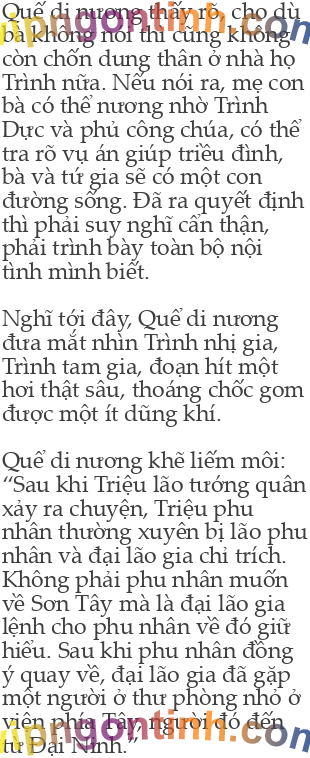 Quế di nương thấy rõ, cho dù
bà không nói thì cũng không
còn chốn dung thân ở nhà họ
Trình nữa. Nếu nói ra, mẹ con
bà có thể nương nhờ Trình
Dực và phủ công chúa, có thể
tra rõ vụ án giúp triều đình,
bà và tứ gia sẽ có một con
đường sống. Đã ra quyết định
thì phải suy nghĩ cẩn thận,
phải trình bày toàn bộ nội
tình mình biết.
Nghĩ tới đây, Quể di nương
đưa mắt nhìn Trình nhị gia,
Trình tam gia, đoạn hít một
hơi thật sâu, thoáng chốc gom
được một ít dũng khí.
Quể di nương khẽ liếm môi:
“Sau khi Triệu lão tướng quân
xảy ra chuyện, Triệu phu
nhân thường xuyên bị lão phu
nhân và đại lão gia chỉ trích.
Không phải phu nhân muốn
về Sơn Tây mà là đại lão gia
lệnh cho phu nhân về đó giữ
hiếu. Sau khi phu nhân đồng
ý quay về, đại lão gia đã gặp
một người ở thư phòng nhỏ ở
viện phía Tây, người đó đến
từ Đại Ninh.”
vipngontinh.com
vipngontinh.com